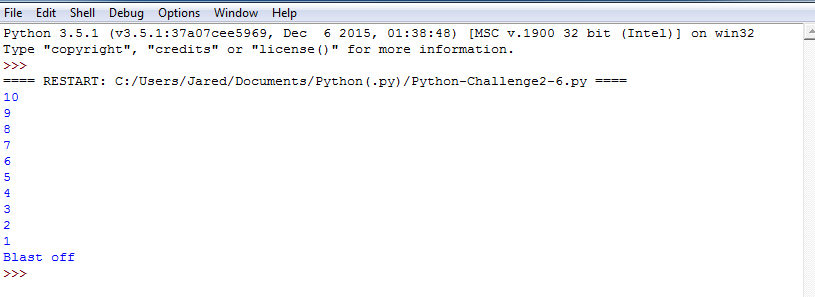 File Edit Shell Debug Options Window Help
Python 3.5.1 (v3.5.1:37a07cee5969, Dec  6 2015, 01:38:48) [MSC v.1900 32 bit (Intel)] on win32
Type "copyright", "credits" or "license()" for more information.
>>>
==== RESTART: C:/Users/Jared/Documents/Python(.py)/Python-Challenge2-6.py ====
10
9
8
7
6
5
4
3
2
1
Blast off
>>>